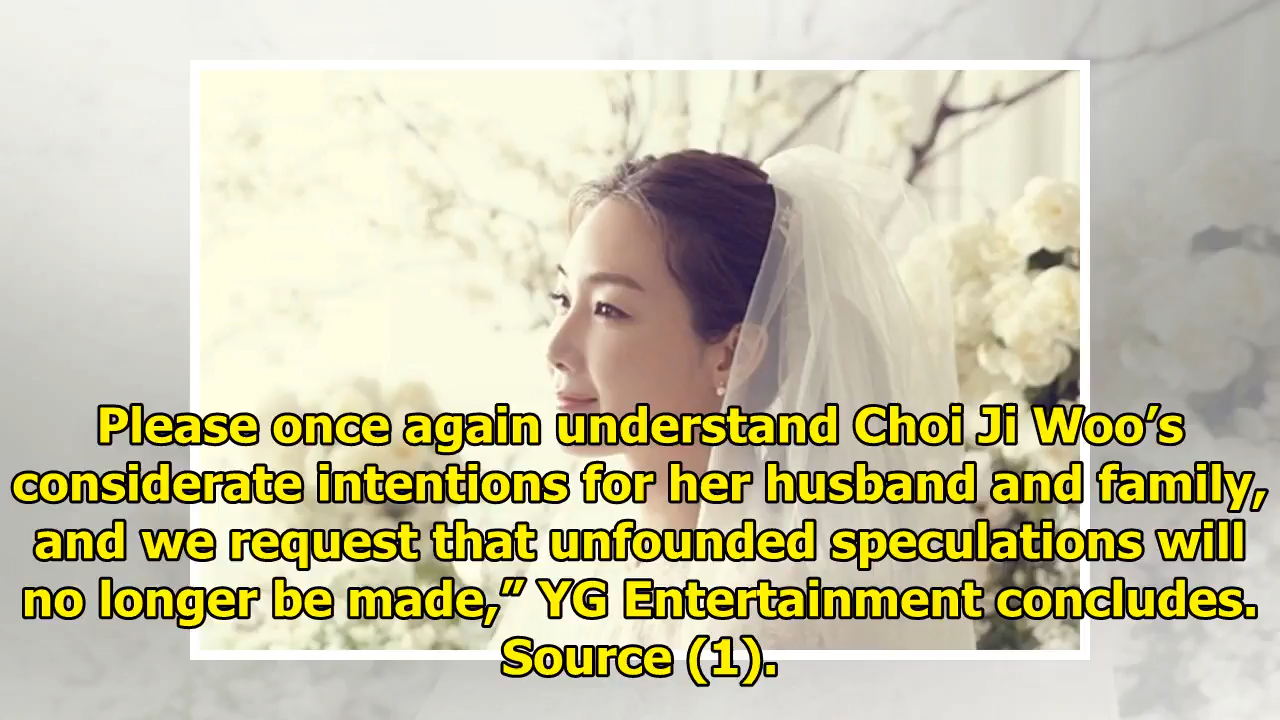 Please once again understand Choi Ji Woo’s
considerate intentions for her husband and family,
and we request that unfounded speculations will
no longer be made,” YG Entertainment concludes.
Source (1).